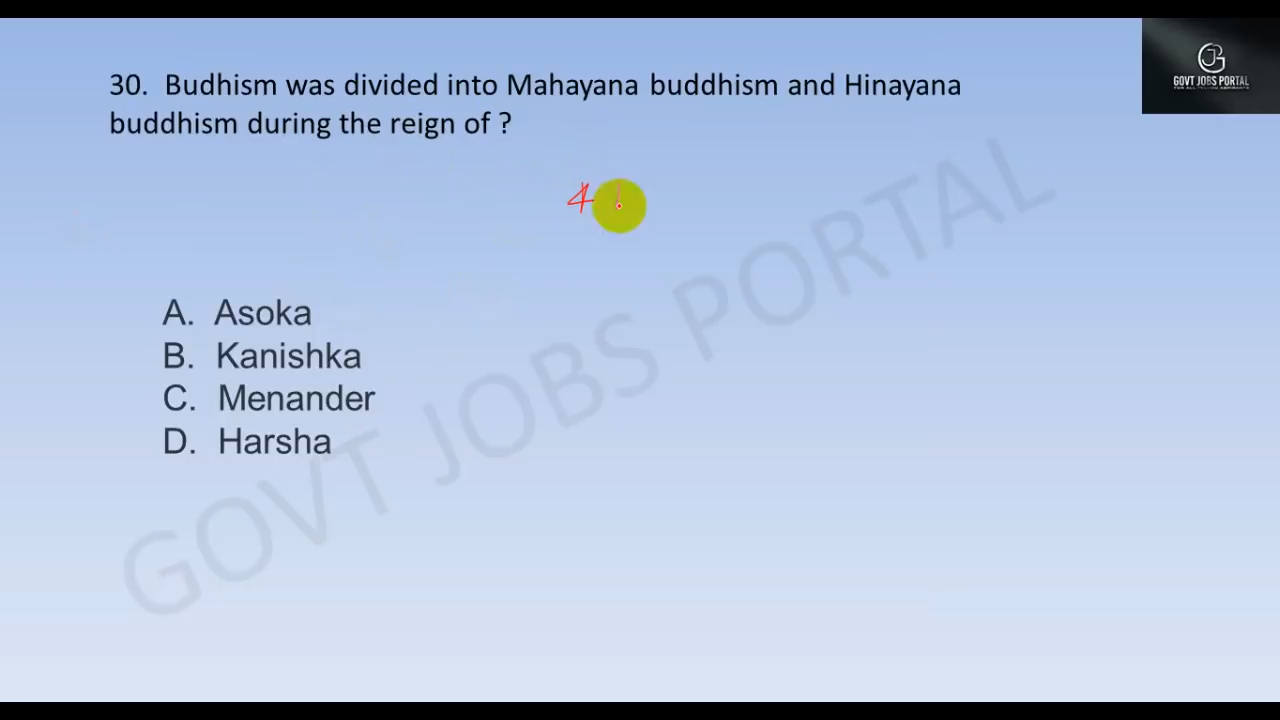 30. Budhism was divided into Mahayana buddhism and Hinayana
buddhism during the reign of ?
4
A. Asoka
B. Kanishka
C. Menander
D. Harsha
GOVT JOBS PORTAL
GOVT JOBS PORTAL